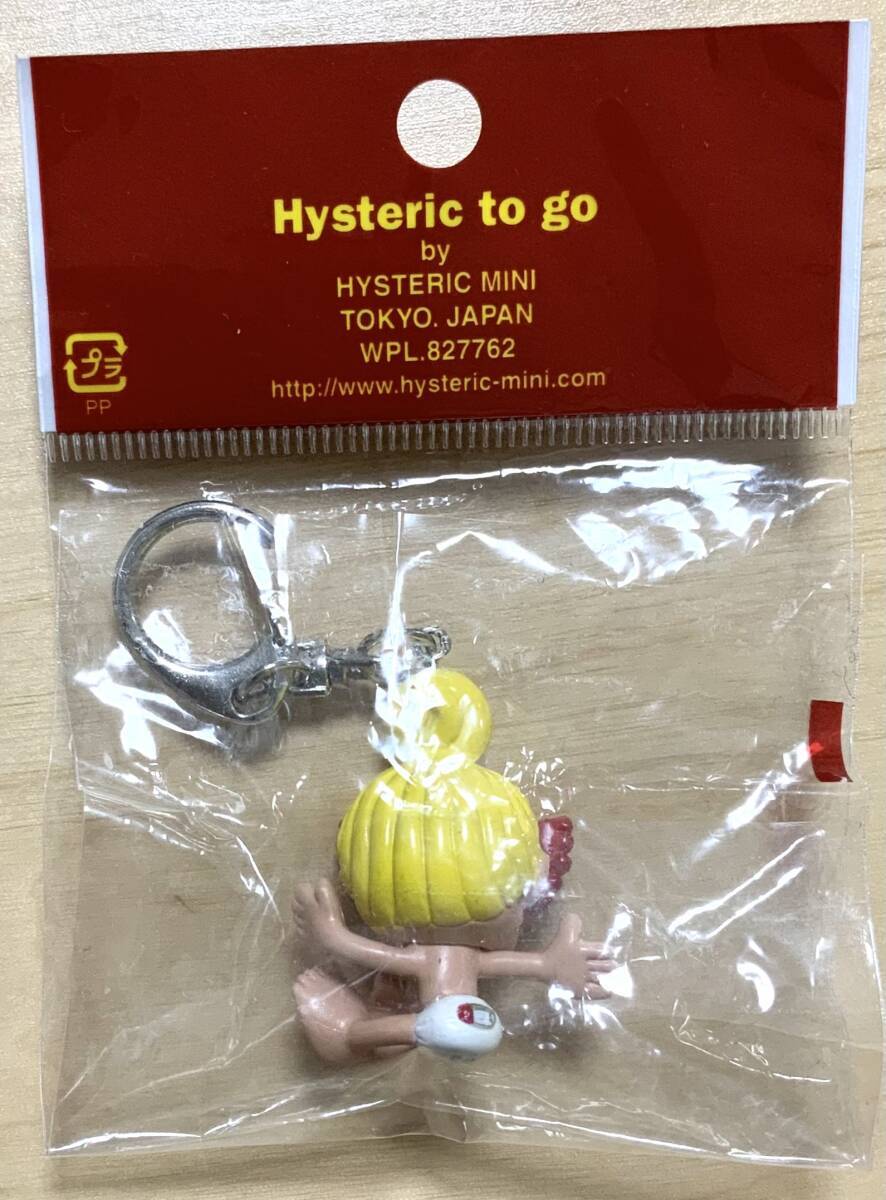 Hysteric to go
by
HYSTERIC MINI
TOKYO. JAPAN
WPL.827762
http://www.hysteric-mini.com
プラ
PP